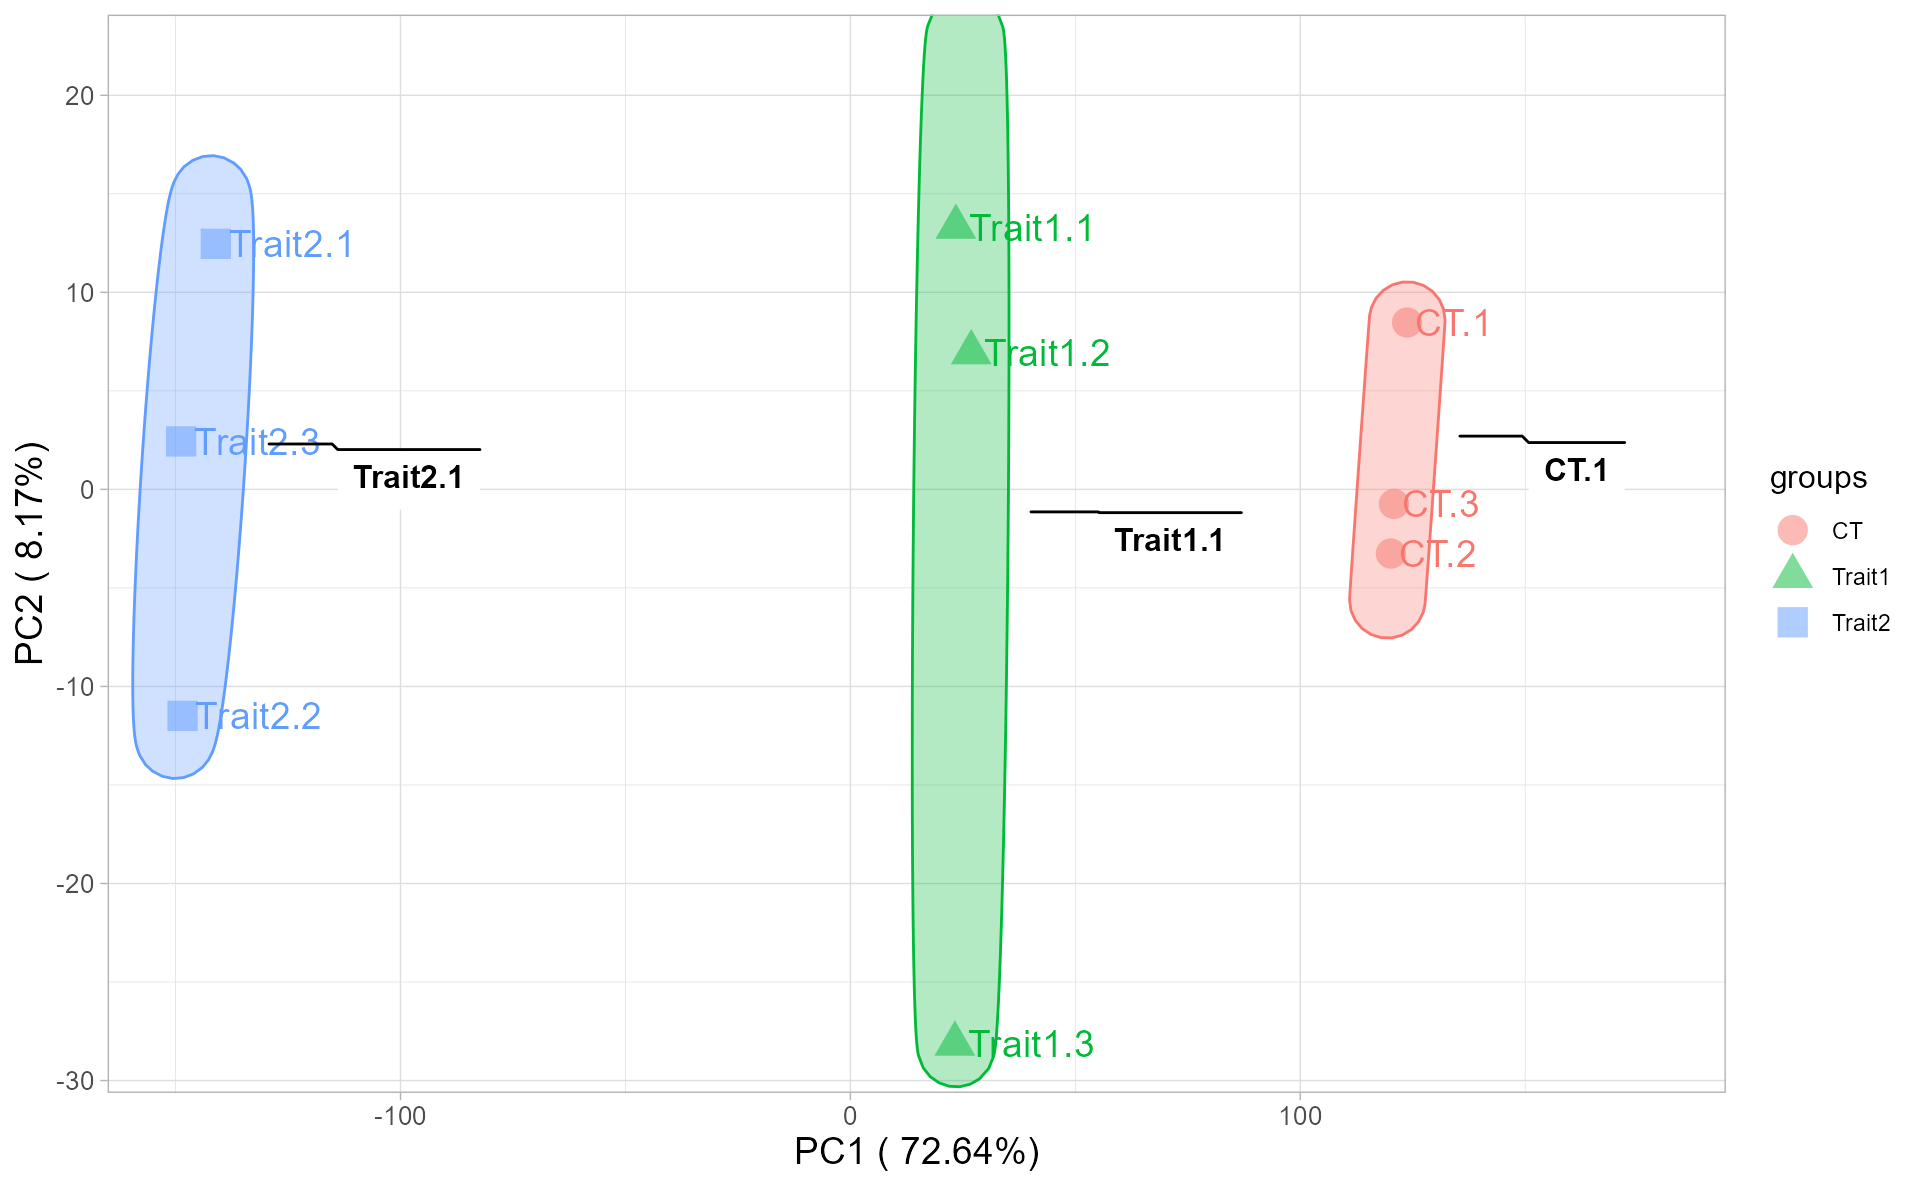 20
10
0
-10
-20
-30
PC2 ( 8.17%)
Trait2.1
Trait2.3
Trait2.1
Trait2.2
Trait1.1
Trait1.2
Trait1.1
Trait1.3
CT.1
CT.1
CT.3
CT.2
-100
0
100
PC1 ( 72.64%)
groups
CT
Trait1
Trait2